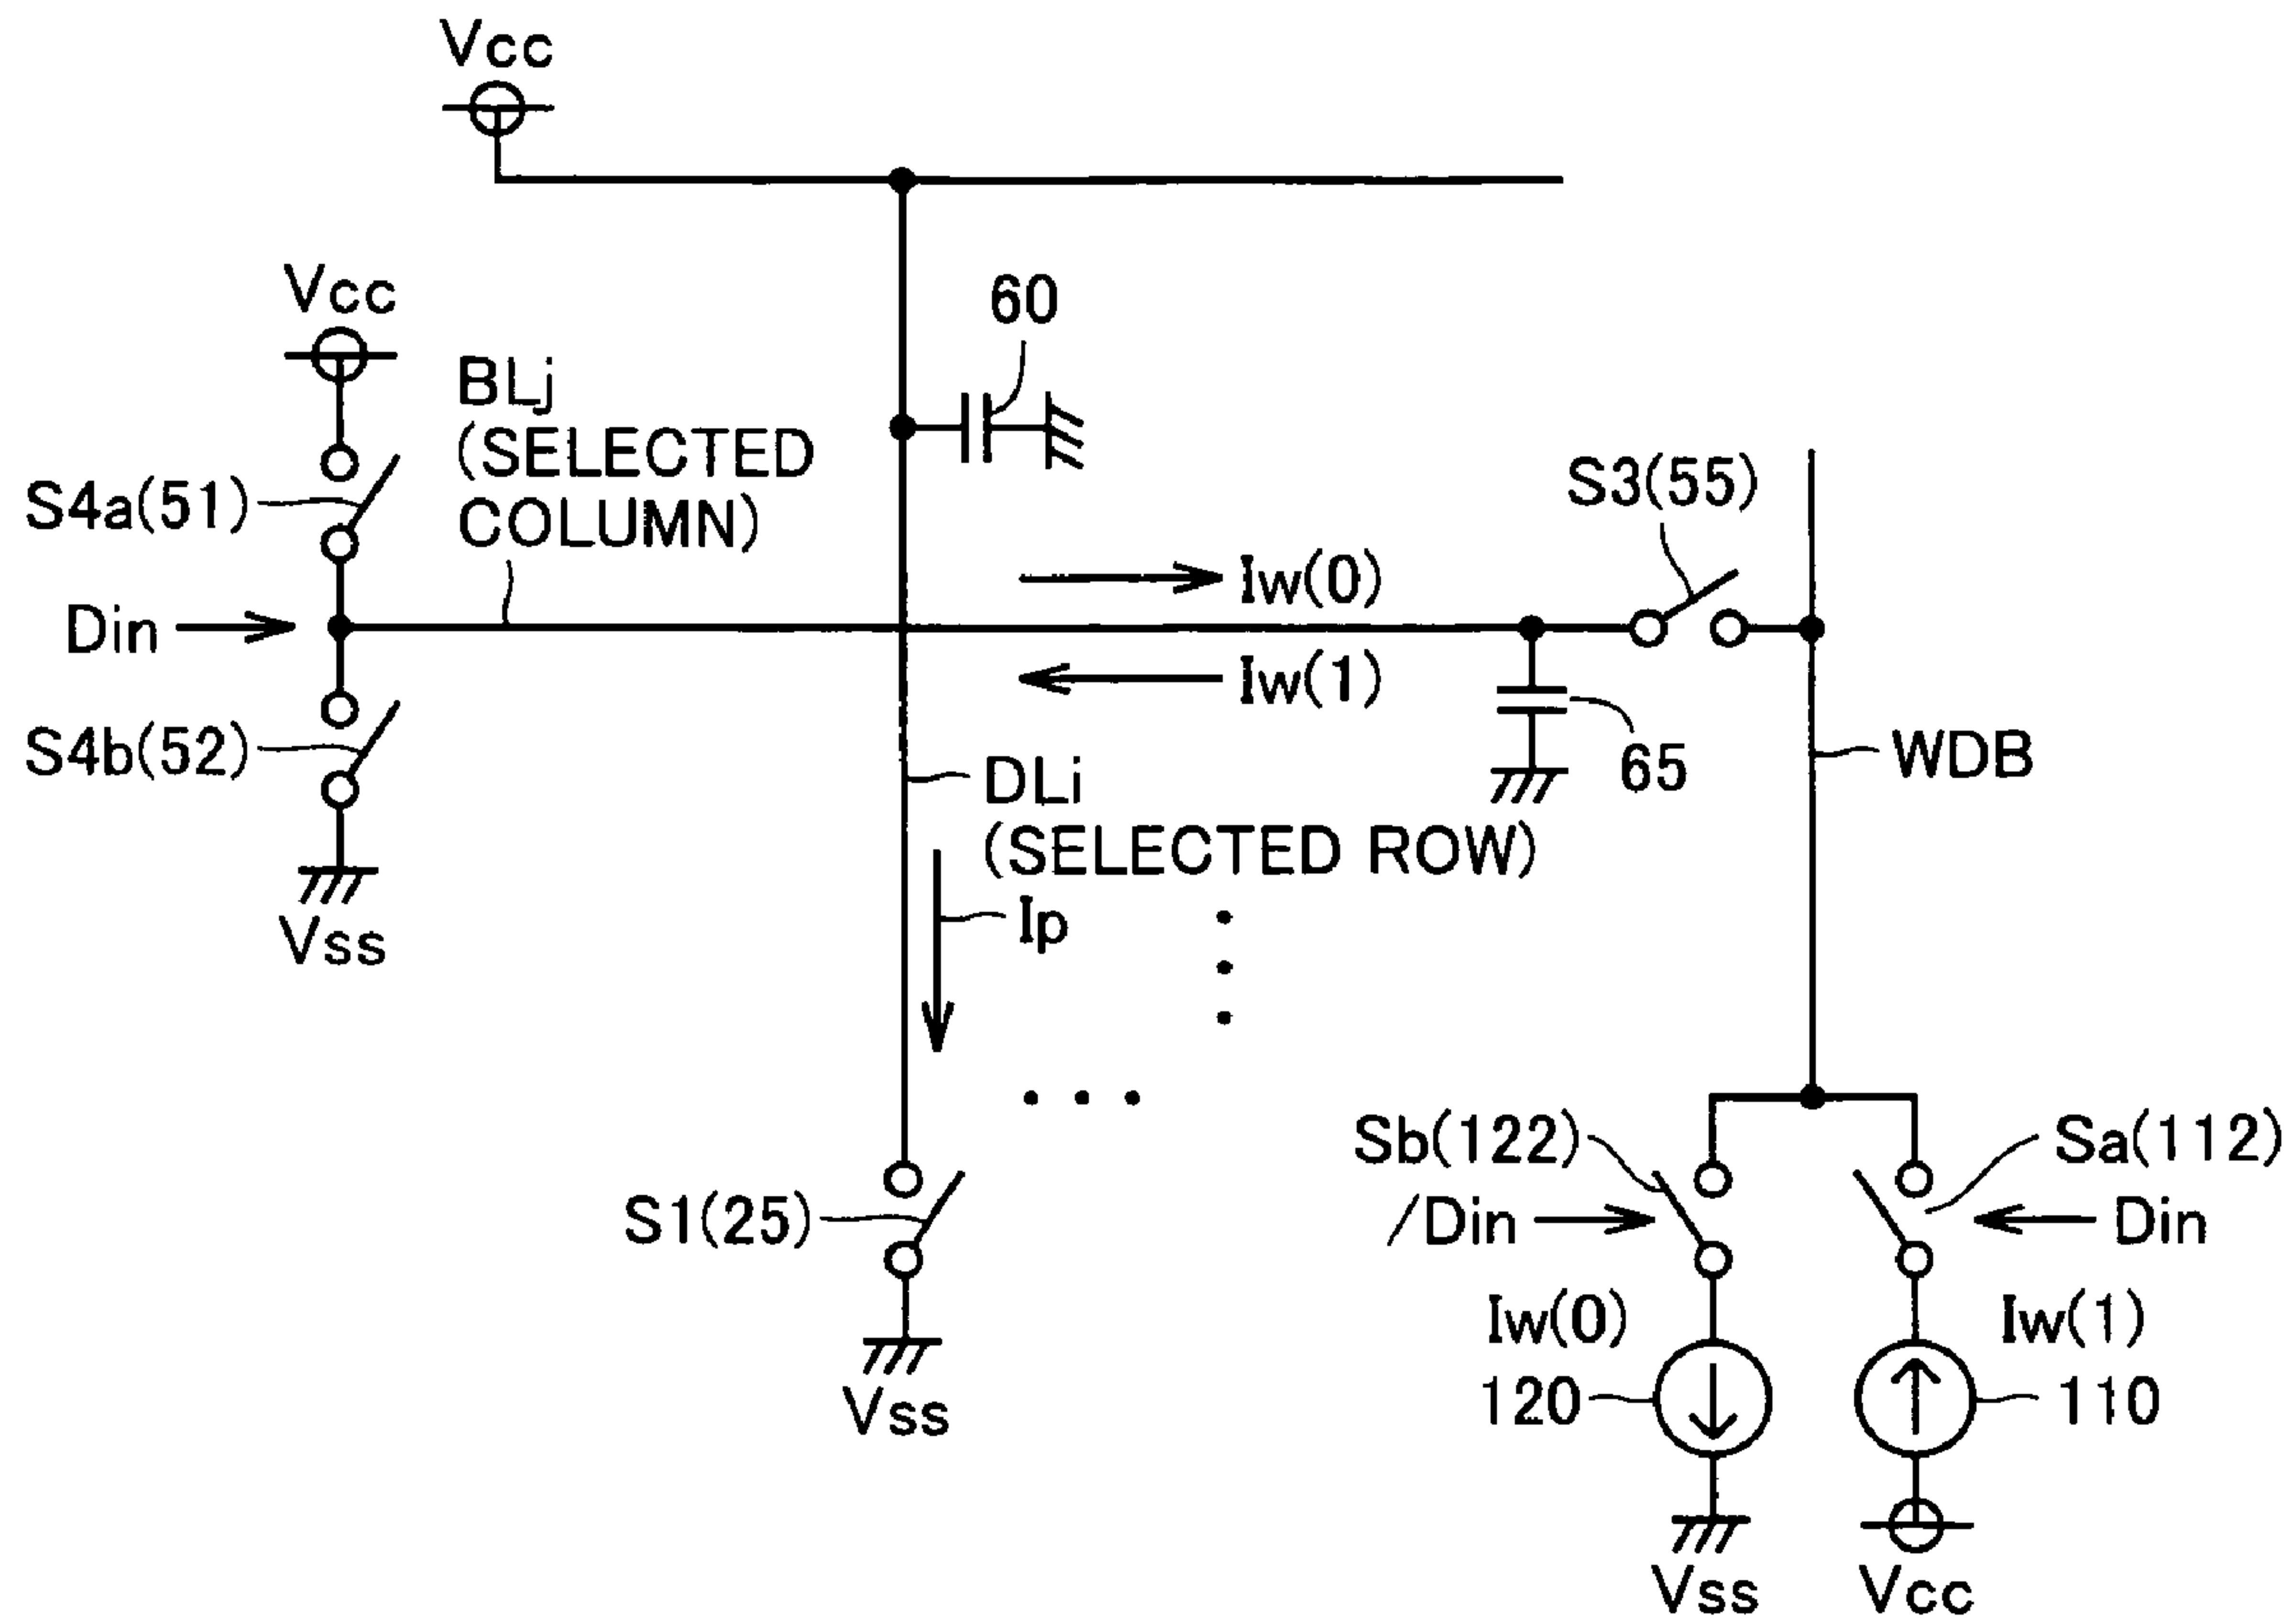 Vcc
Vcc
60
BLj
(SELECTED
COLUMN)
S4a(51)
S3(55)
Iw(0)
Din
Iw(1)
S4b(52)
65
WDB
DLi
(SELECTED ROW)
Ip
Vss
Sb(122)
Sa(112)
S1(25)
/Din
Din
Iw(0)
Iw(1)
120
110
Vss
Vss
Vcc